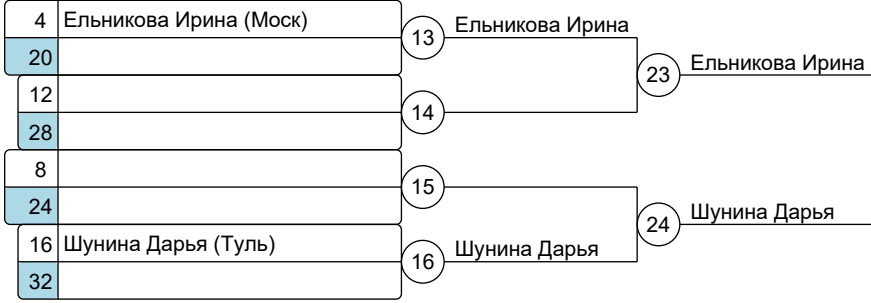 4 Ельникова Ирина (Моск)
13 Ельникова Ирина
20
23 Ельникова Ирина
12
14
28
8
15
24
24 Шунина Дарья
16 Шунина Дарья (Туль)
16 Шунина Дарья
32